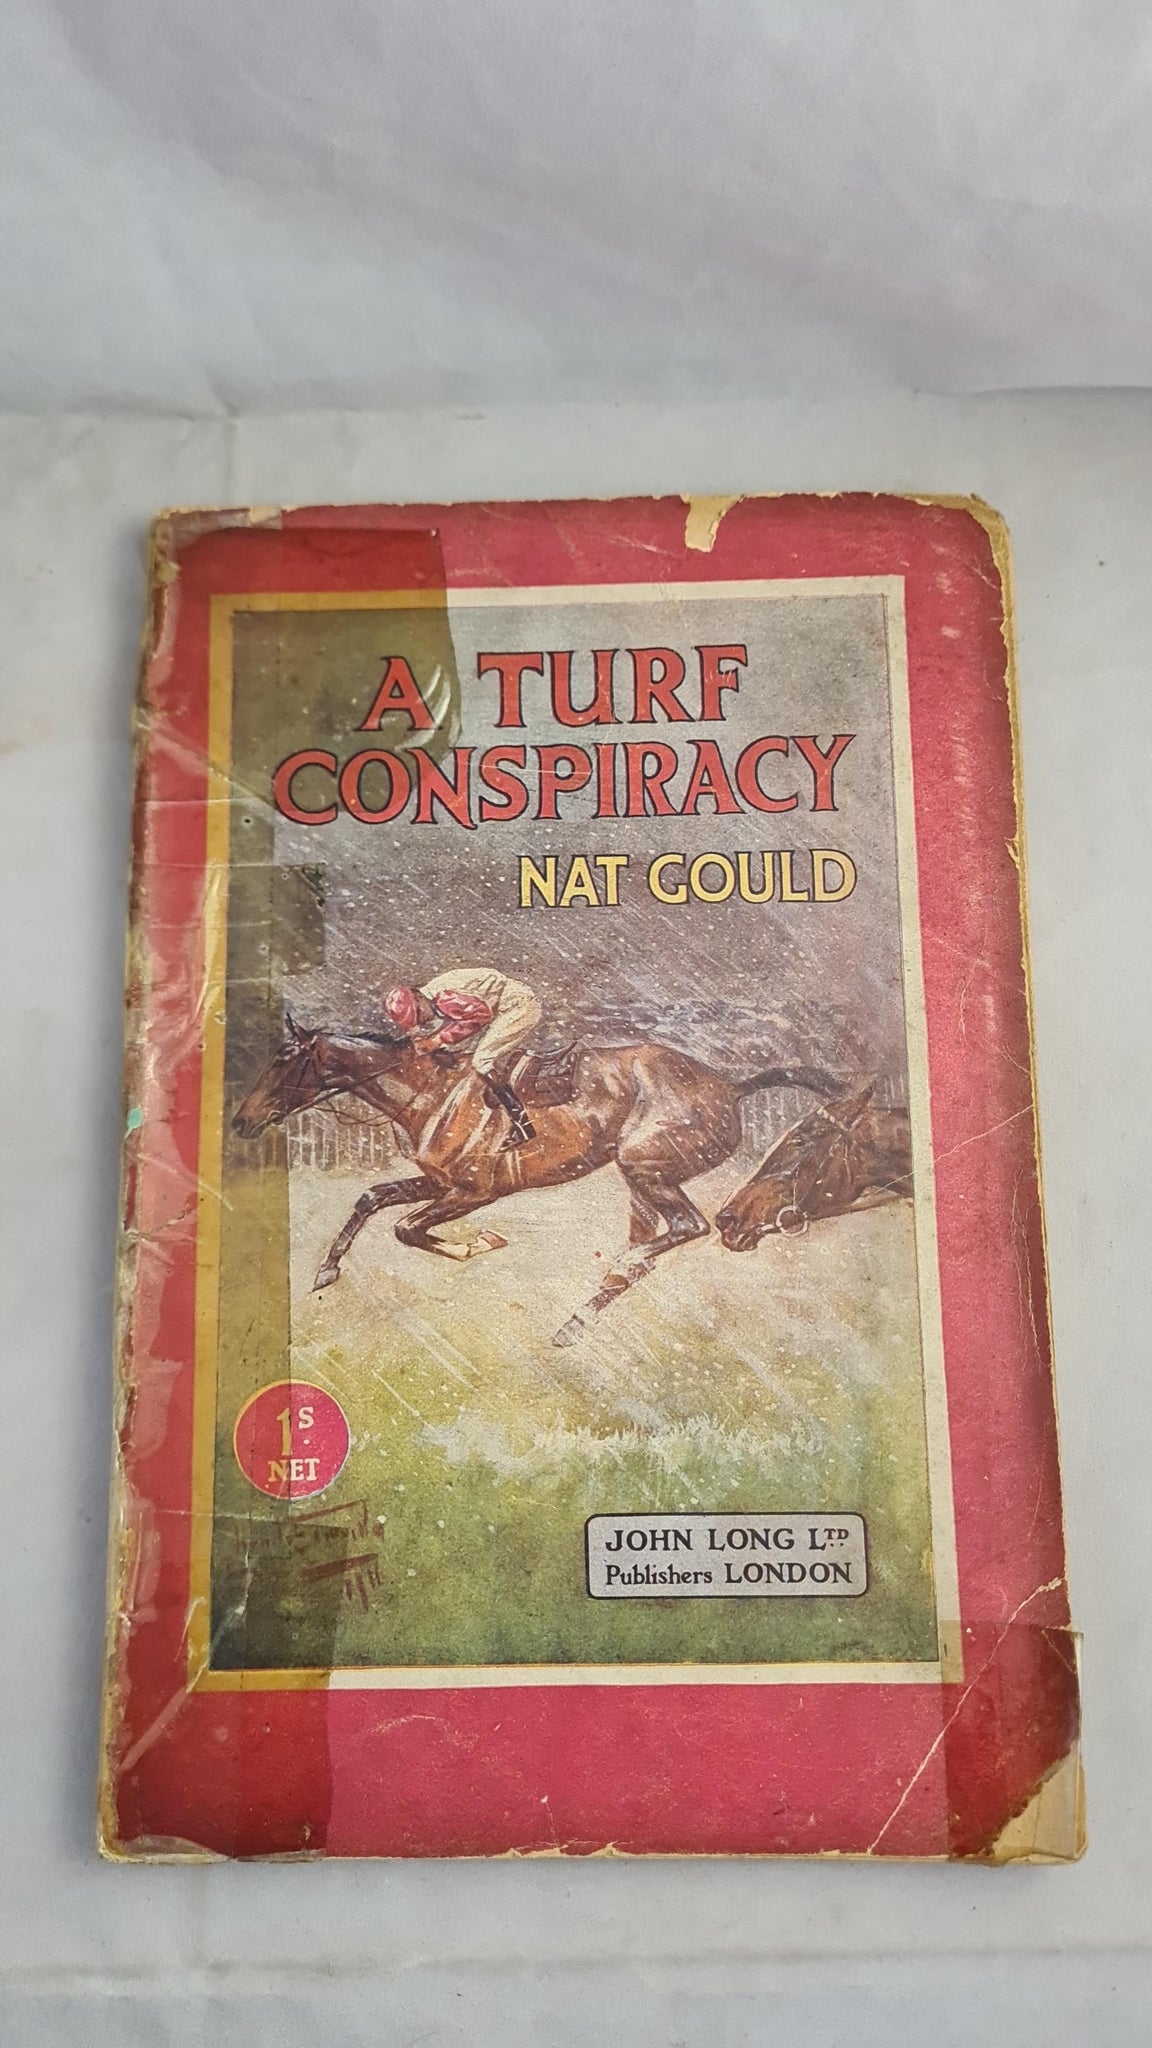 A TURF
CONSPIRACY
NAT GOULD
1S.
NET
JOHN LONG LTD
Publishers LONDON